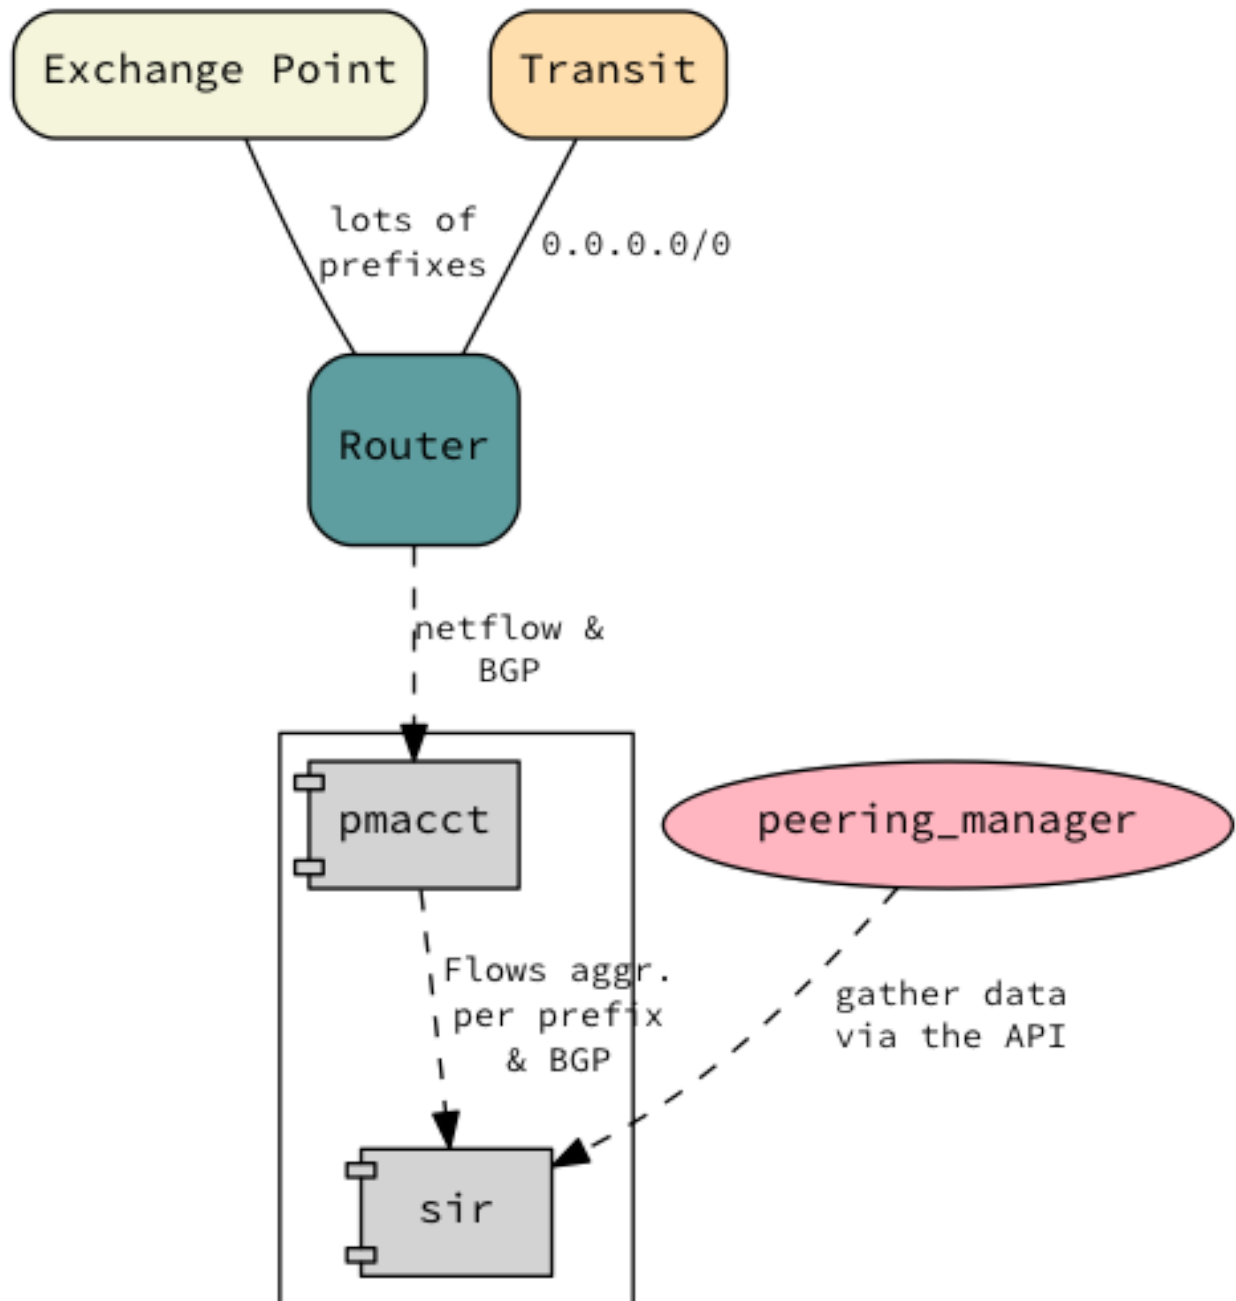 Exchange Point
Transit
lots of
prefixes
0.0.0.0/0
Router
netflow &
BGP
pmacct
peering_manager
Flows aggr.
per prefix
& BGP
gather data
via the API
sir